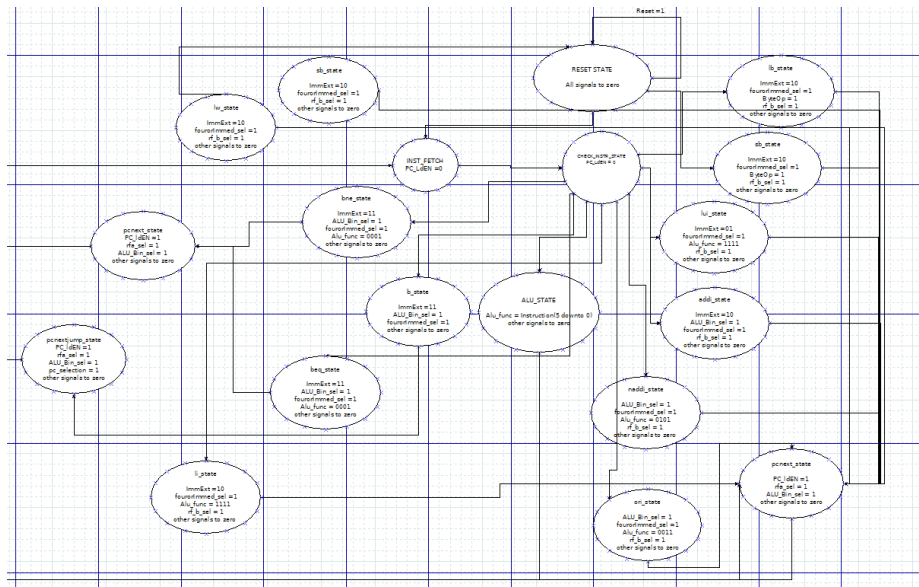 Reset =1
RESET STATE
All signals to zero
sb_state
ImmExt =10
fourorimmed_sel =1
rf_b_sel = 1
other signals to zero
lw_state
ImmExt =10
fourorimmed_sel =1
rf_b_sel = 1
other signals to zero
lb_state
ImmExt =10
fourorimmed_sel =1
ByteOp = 1
rf_b_sel = 1
other signals to zero
INST_FETCH
PC_LdEN =0
CHECK_INSTR_STATE
PC_LdEN = 0
sb_state
ImmExt =10
fourorimmed_sel =1
ByteOp = 1
rf_b_sel = 1
other signals to zero
bne_state
ImmExt =11
ALU_Bin_sel = 1
fourorimmed_sel =1
Alu_func = 0001
other signals to zero
pcnext_state
PC_ldEN =1
rfa_sel = 1
ALU_Bin_sel = 1
other signals to zero
lui_state
ImmExt =01
fourorimmed_sel =1
Alu_func = 1111
rf_b_sel = 1
other signals to zero
b_state
ImmExt =11
ALU_Bin_sel = 1
fourorimmed_sel =1
other signals to zero
ALU_STATE
Alu_func = Instruction(5 downto 0)
other signals to zero
addi_state
ImmExt =10
ALU_Bin_sel = 1
fourorimmed_sel =1
rf_b_sel = 1
other signals to zero
pcnextjump_state
PC_ldEN =1
rfa_sel = 1
ALU_Bin_sel = 1
pc_selection = 1
other signals to zero
beq_state
ImmExt =11
ALU_Bin_sel = 1
fourorimmed_sel =1
Alu_func = 0001
other signals to zero
naddi_state
ALU_Bin_sel = 1
fourorimmed_sel =1
Alu_func = 0101
rf_b_sel = 1
other signals to zero
li_state
ImmExt =10
fourorimmed_sel =1
Alu_func = 1111
rf_b_sel = 1
other signals to zero
pcnext_state
PC_ldEN =1
rfa_sel = 1
ALU_Bin_sel = 1
other signals to zero
ori_state
ALU_Bin_sel = 1
fourorimmed_sel =1
Alu_func = 0011
rf_b_sel = 1
other signals to zero